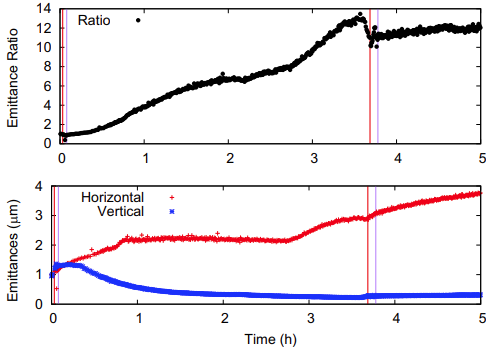 14
12
10
8
6
4
2
0
Emittance Ratio
Ratio
0 1 2 3 4 5
4
3
2
1
0
Emittances (μm)
Horizontal
Vertical
0 1 2 3 4 5
Time (h)